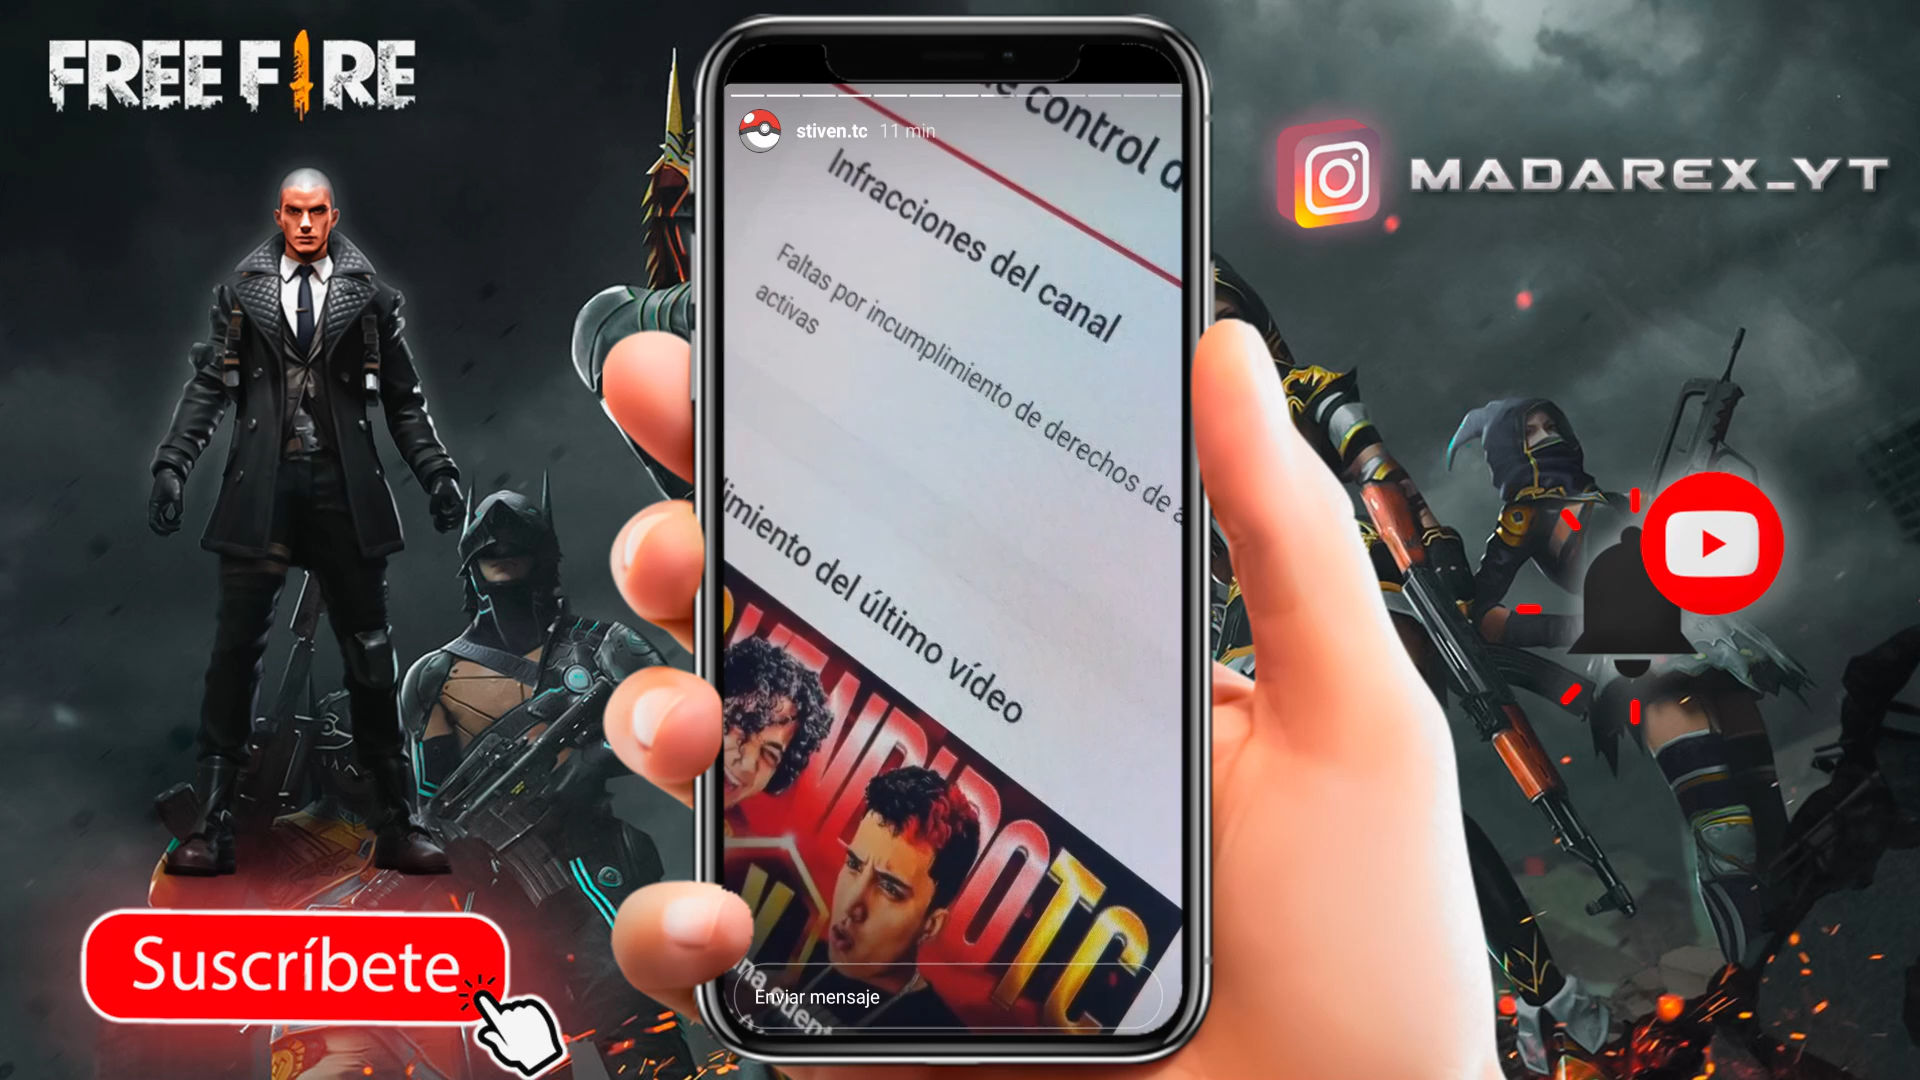 FREE FIRE
MADAREX_YT
stiven.tc 11 min
control d
Infracciones del canal
Faltas por incumplimiento de derechos de a
activas
imiento del último vídeo
TC
Enviar mensaje
Suscríbete